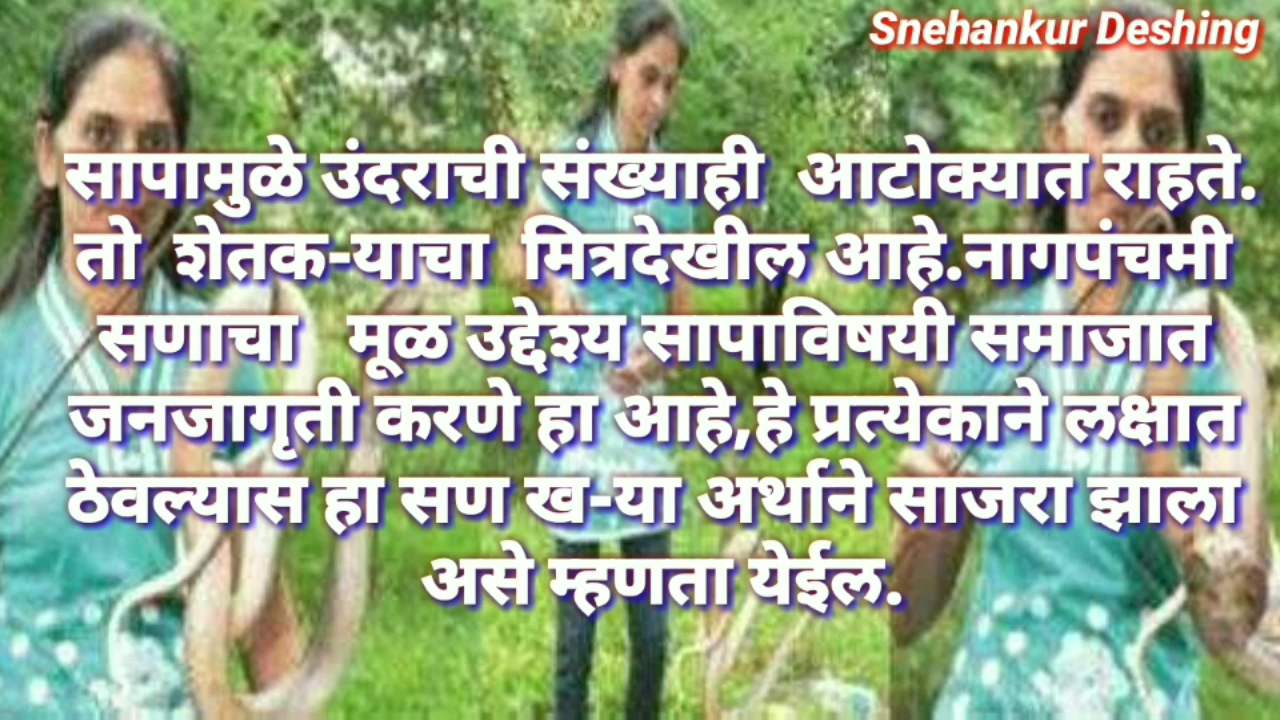 Snehankur Deshing
सापामुळे उंदराची संख्याही आटोक्यात राहते.
तो शेतक-याचा मित्रदेखील आहे.नागपंचमी
सणाचा मूळ उद्देश्य सापाविषयी समाजात
जनजागृती करणे हा आहे,हे प्रत्येकाने लक्षात
ठेवल्यास हा सण ख-या अर्थाने साजरा झाला
असे म्हणता येईल.